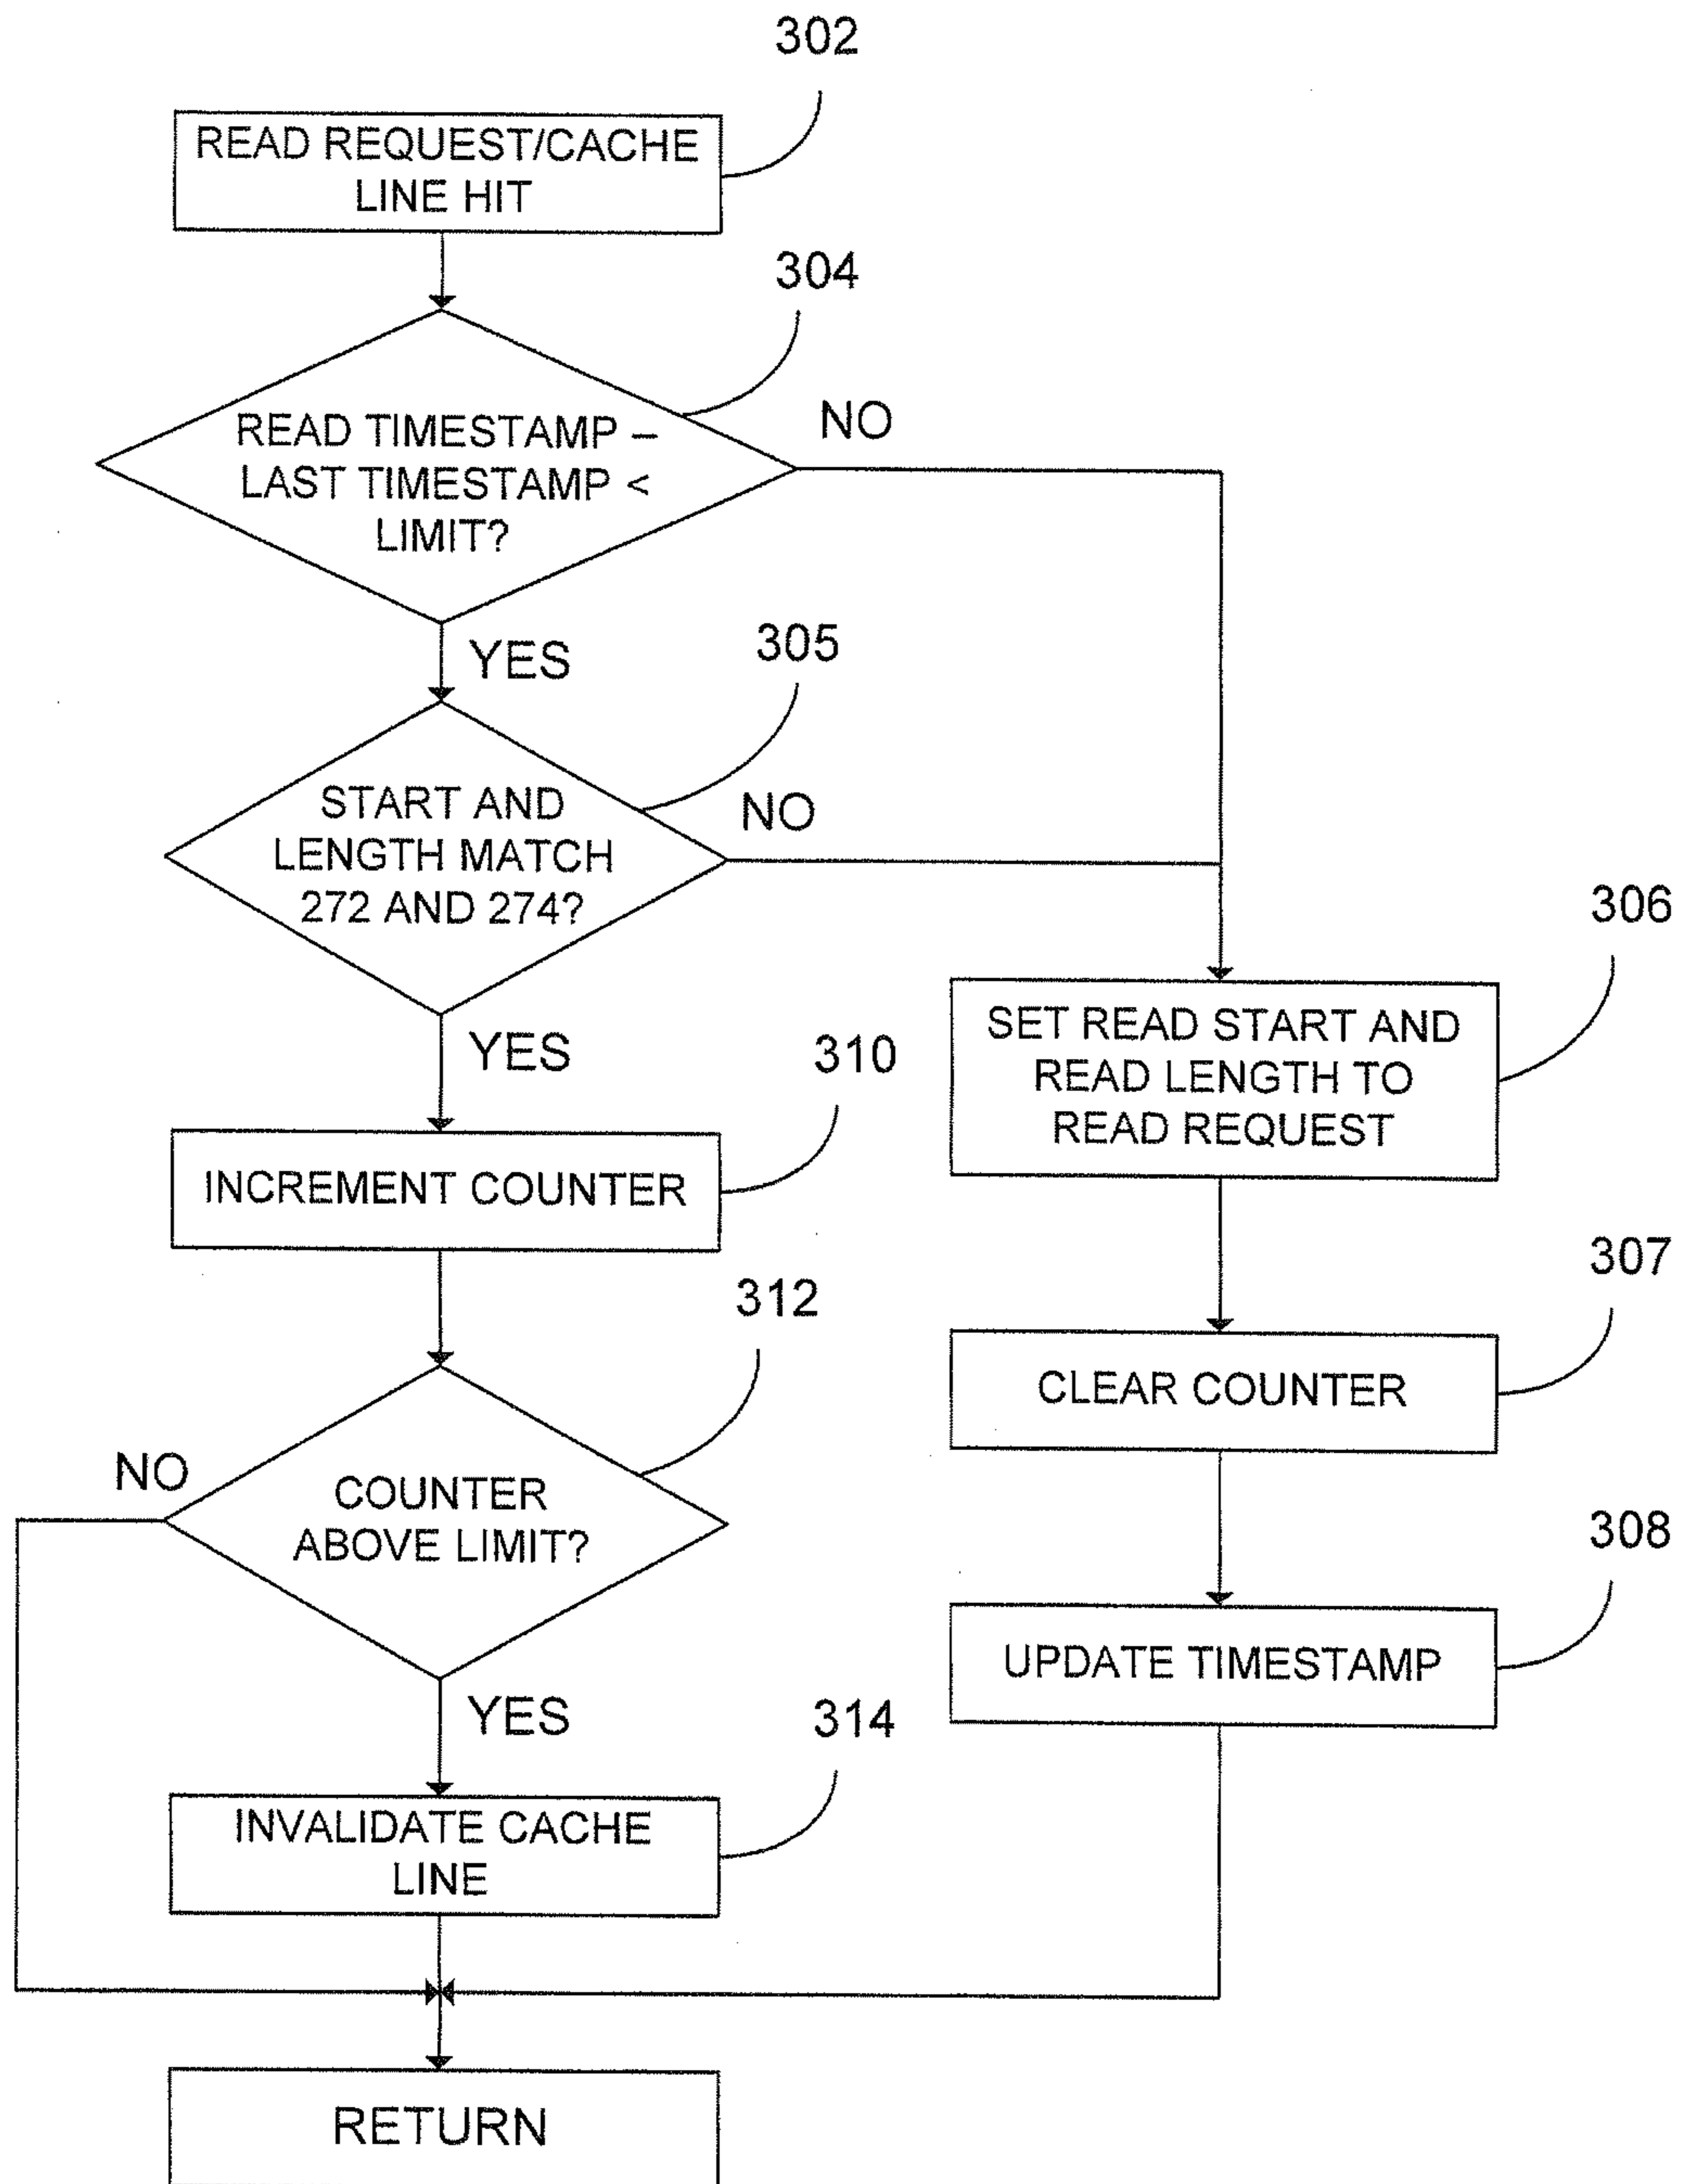 302
READ REQUEST/CACHE
LINE HIT
304
READ TIMESTAMP –
LAST TIMESTAMP <
LIMIT?
NO
YES
305
START AND
LENGTH MATCH
272 AND 274?
NO
306
SET READ START AND
READ LENGTH TO
READ REQUEST
YES
310
INCREMENT COUNTER
307
CLEAR COUNTER
312
NO
COUNTER
ABOVE LIMIT?
308
UPDATE TIMESTAMP
YES
314
INVALIDATE CACHE
LINE
RETURN